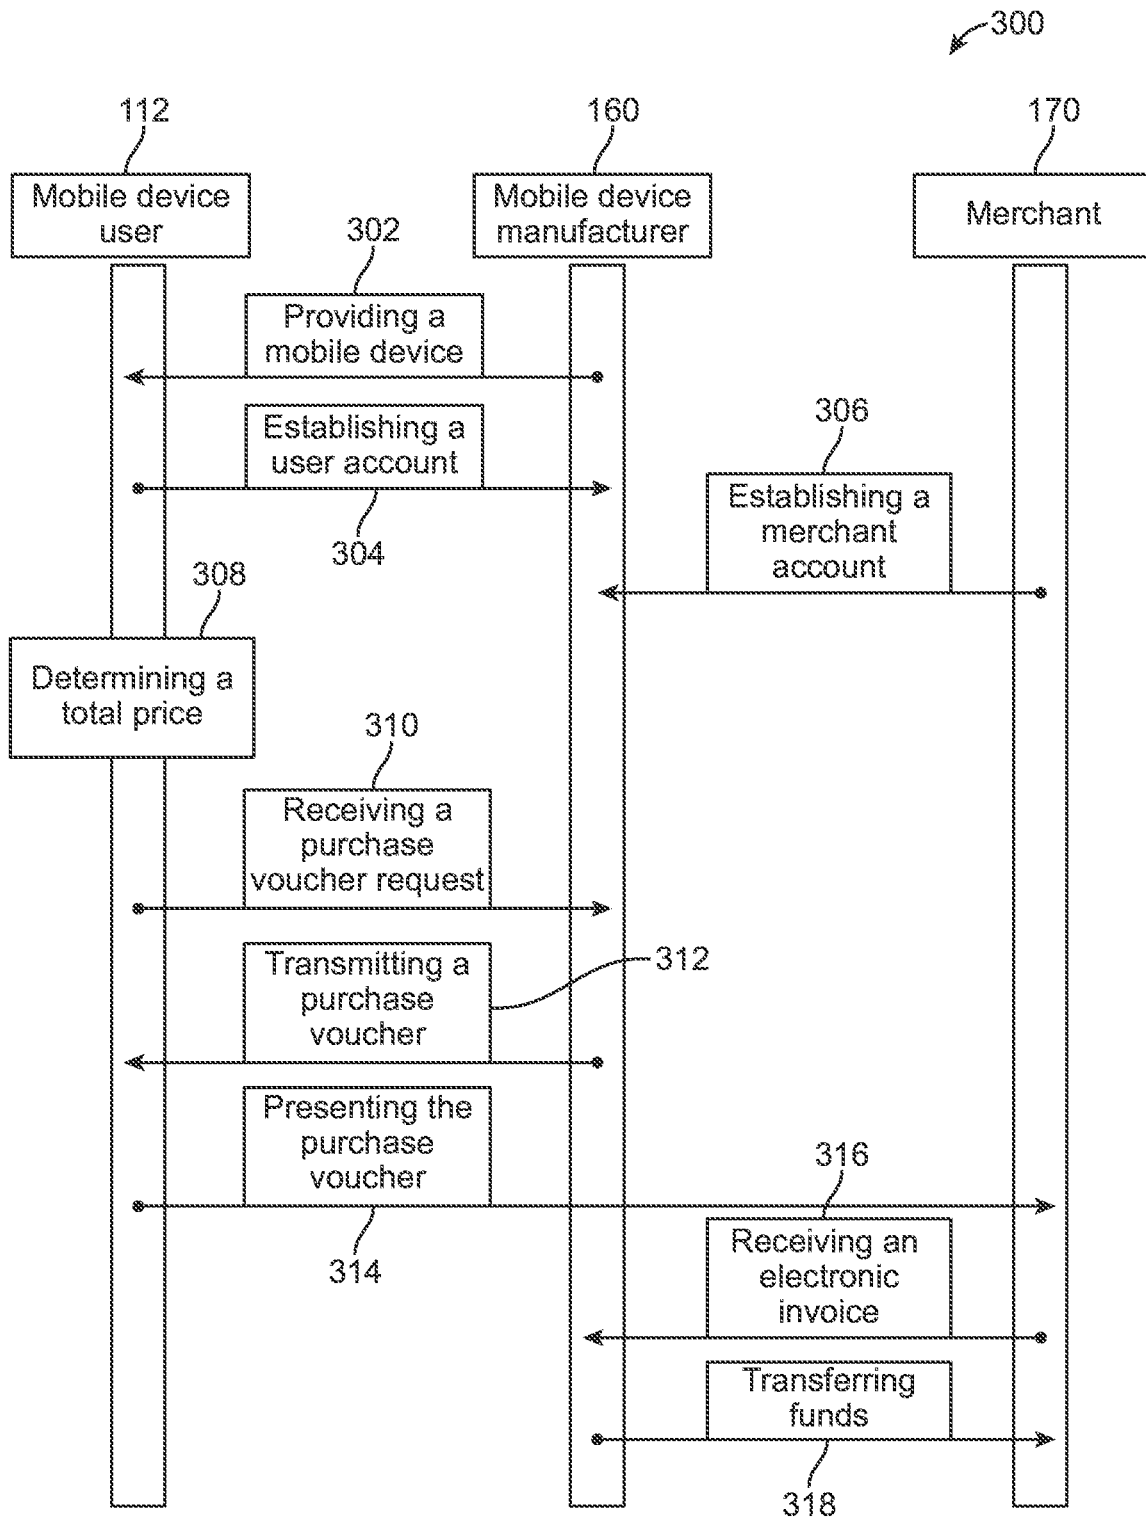 300
112
160
170
Mobile device
user
Mobile device
manufacturer
Merchant
302
Providing a
mobile device
Establishing a
user account
304
306
Establishing a
merchant
account
308
Determining a
total price
310
Receiving a
purchase
voucher request
Transmitting a
purchase
voucher
312
Presenting the
purchase
voucher
314
316
Receiving an
electronic
invoice
Transferring
funds
318